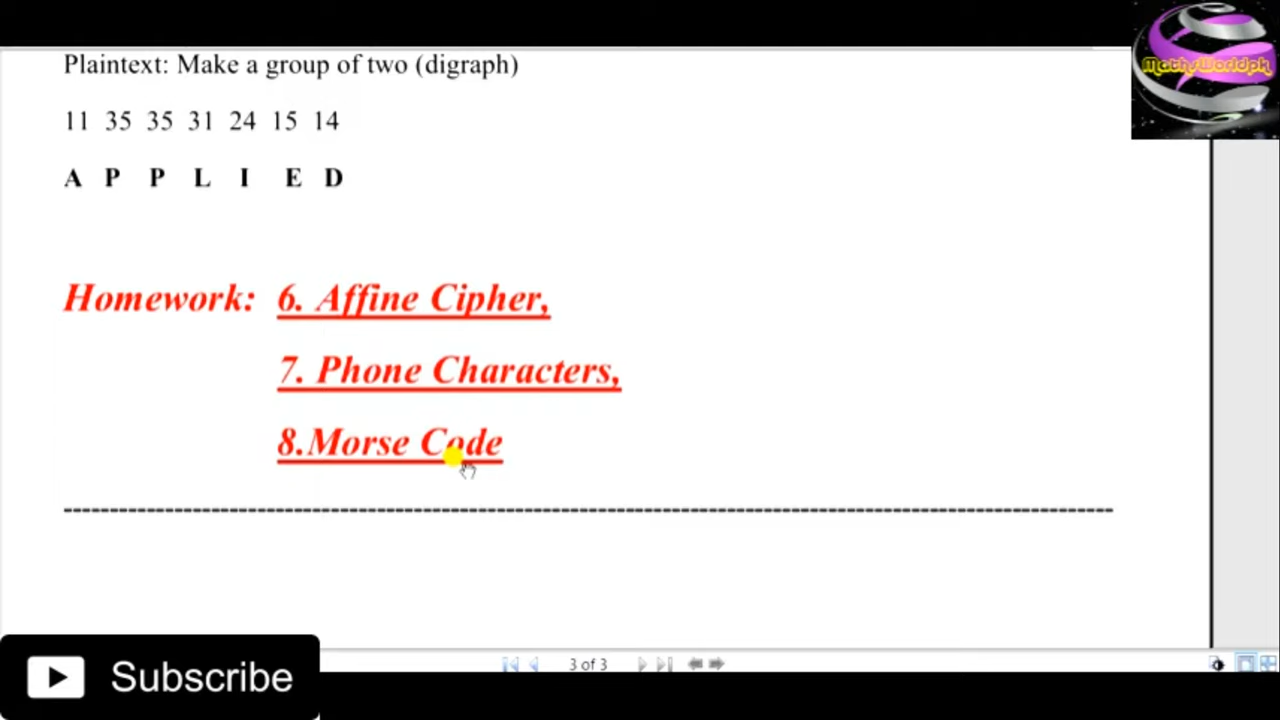 MathsWorldpk
Plaintext: Make a group of two (digraph)
11 35 35 31 24 15 14
A P P L I E D
Homework: 6. Affine Cipher,
7. Phone Characters,
8.Morse Code
3 of 3
Subscribe